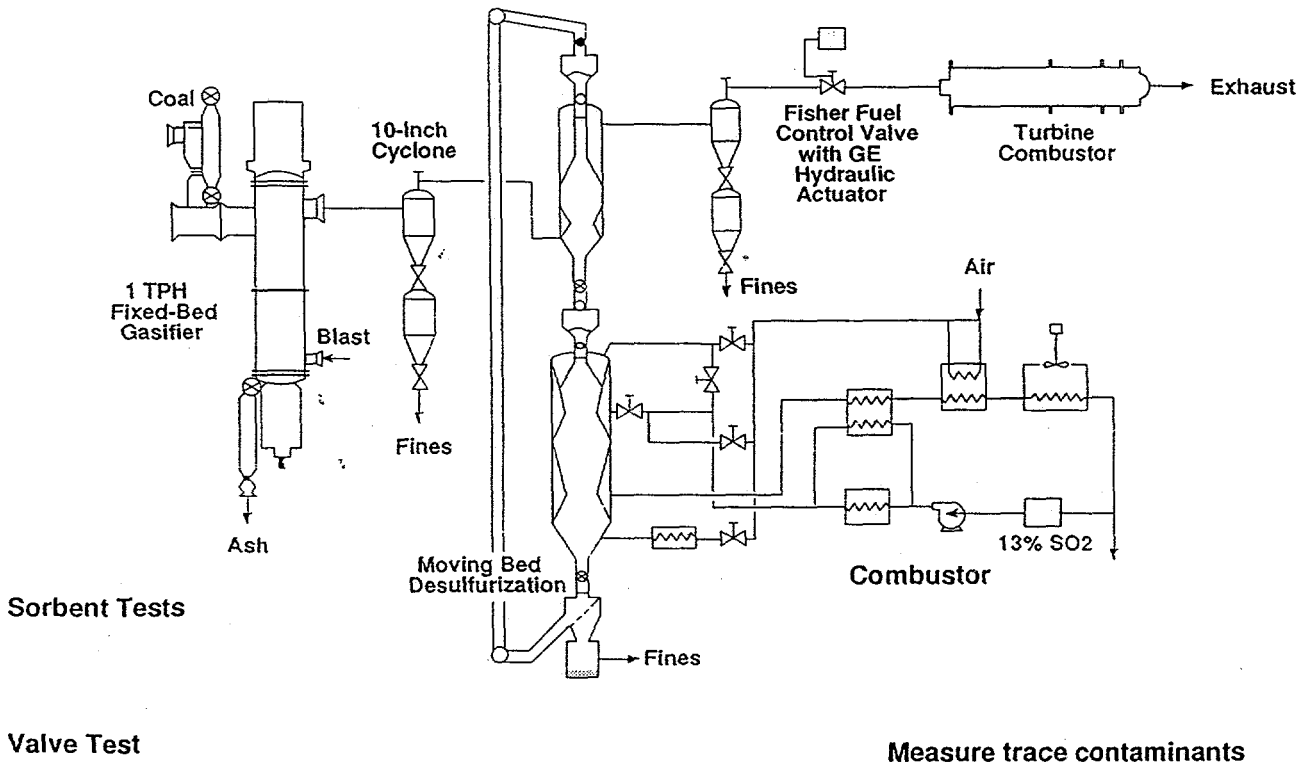 Coal
10-Inch
Cyclone
1 TPH
Fixed-Bed
Gasifier
Blast
Ash
Fines
Fisher Fuel
Control Valve
with GE
Hydraulic
Actuator
Turbine
Combustor
Exhaust
Fines
Air
13% SO2
Combustor
Moving Bed
Desulfurization
Fines
Sorbent Tests
Valve Test
Measure trace contaminants